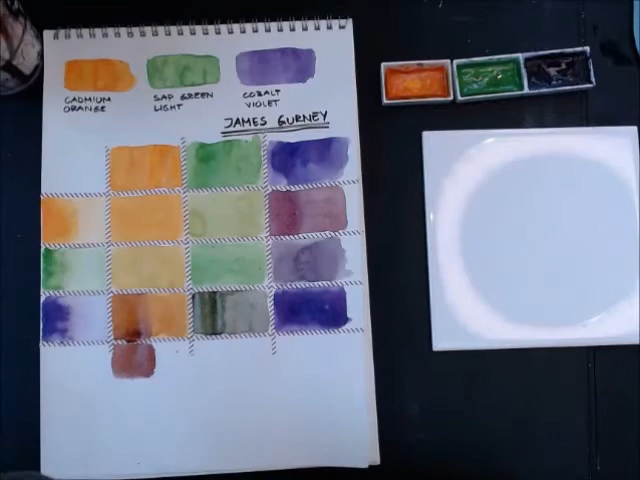 CADMIUM
ORANGE
SAP GREEN
LIGHT
COBALT
VIOLET
JAMES GURNEY